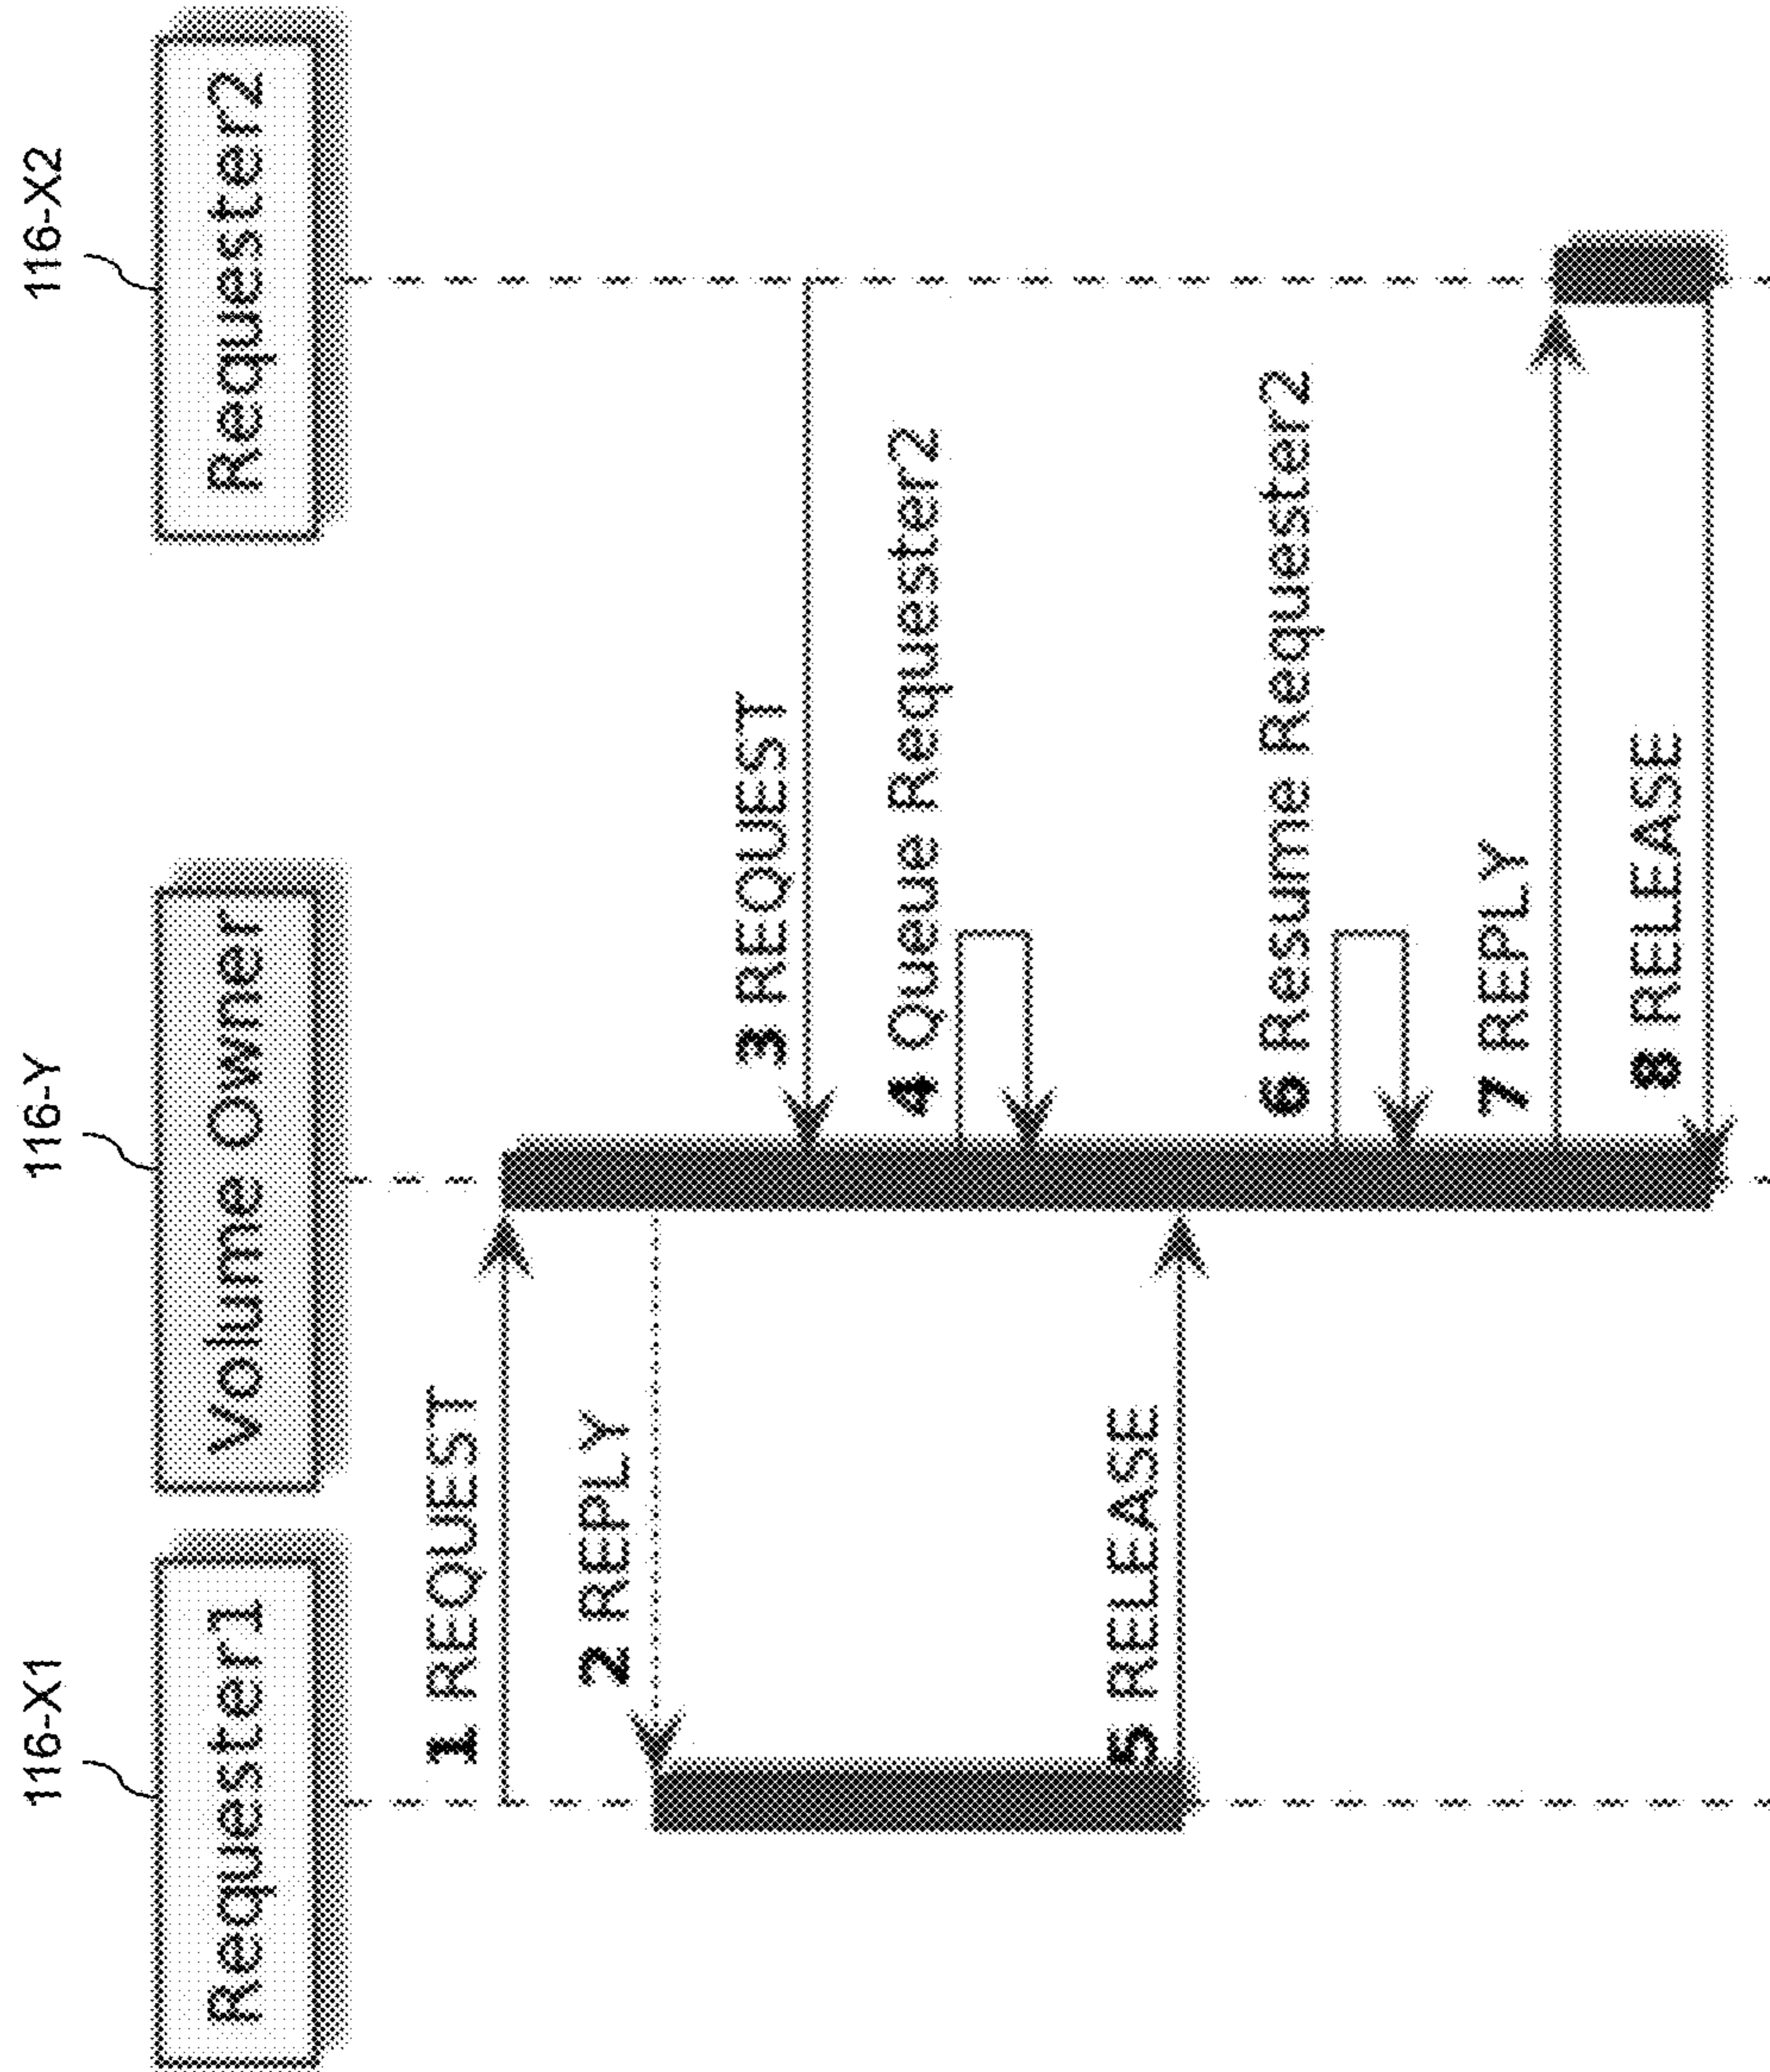 116-X1
116-Y
116-X2
Requester1
Volume Owner
Requester2
1 REQUEST
2 REPLY
3 REQUEST
4 Queue Requester2
5 RELEASE
6 Resume Requester2
7 REPLY
8 RELEASE